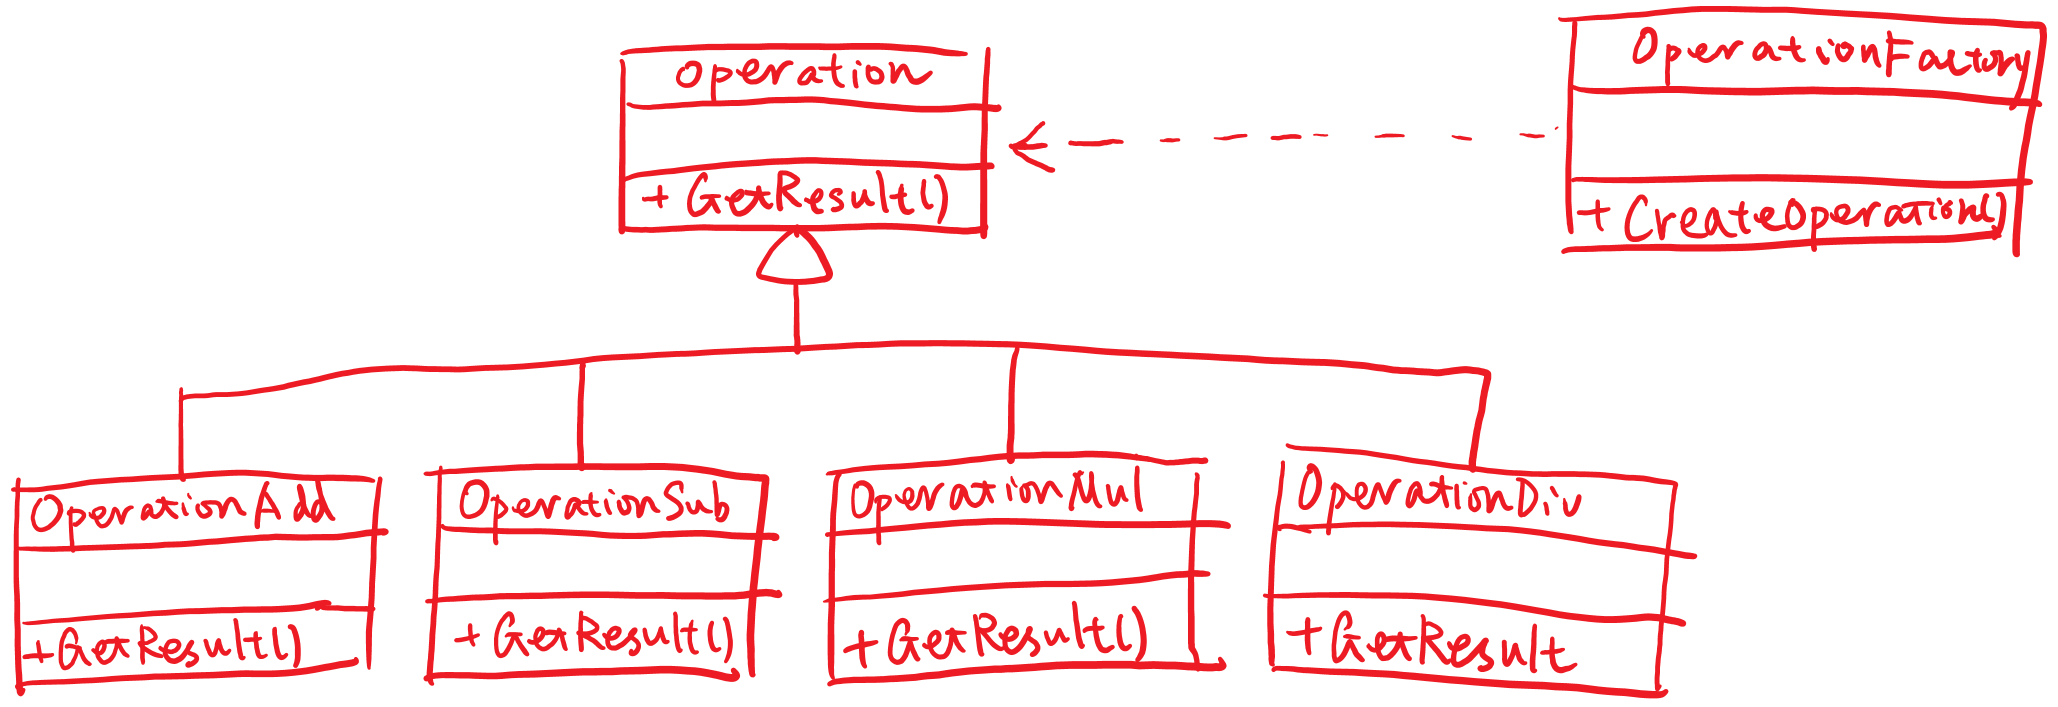 Operation
+ GetResult()
OperationFactory
+ CreateOperation()
OperationAdd
+GetResult()
OperationSub
+ GetResult()
OperationMul
+ GetResult()
OperationDiv
+ GetResult